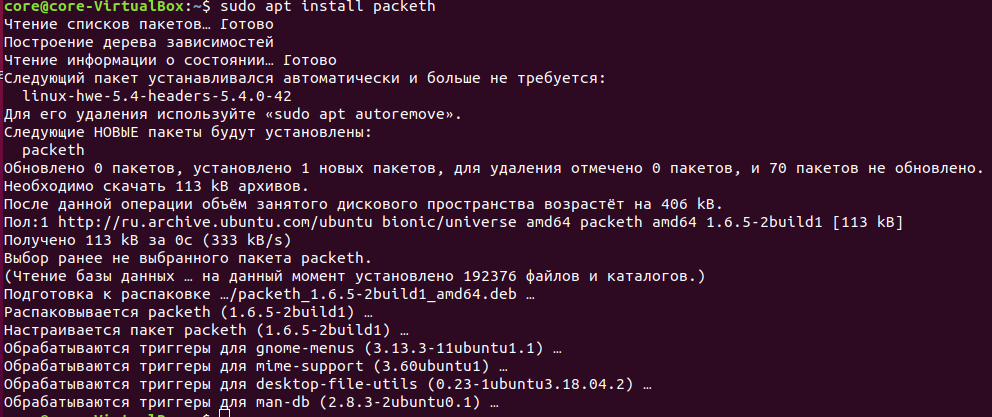 core@core-VirtualBox:~$ sudo apt install packeth
Чтение списков пакетов… Готово
Построение дерева зависимостей
Чтение информации о состоянии… Готово
Следующий пакет устанавливался автоматически и больше не требуется:
  linux-hwe-5.4-headers-5.4.0-42
Для его удаления используйте «sudo apt autoremove».
Следующие НОВЫЕ пакеты будут установлены:
  packeth
Обновлено 0 пакетов, установлено 1 новых пакетов, для удаления отмечено 0 пакетов, и 70 пакетов не обновлено.
Необходимо скачать 113 kB архивов.
После данной операции объём занятого дискового пространства возрастёт на 406 kB.
Пол:1 http://ru.archive.ubuntu.com/ubuntu bionic/universe amd64 packeth amd64 1.6.5-2build1 [113 kB]
Получено 113 kB за 0с (333 kB/s)
Выбор ранее не выбранного пакета packeth.
(Чтение базы данных … на данный момент установлено 192376 файлов и каталогов.)
Подготовка к распаковке …/packeth_1.6.5-2build1_amd64.deb …
Распаковывается packeth (1.6.5-2build1) …
Настраивается пакет packeth (1.6.5-2build1) …
Обрабатываются триггеры для gnome-menus (3.13.3-11ubuntu1.1) …
Обрабатываются триггеры для mime-support (3.60ubuntu1) …
Обрабатываются триггеры для desktop-file-utils (0.23-1ubuntu3.18.04.2) …
Обрабатываются триггеры для man-db (2.8.3-2ubuntu0.1) …
core@core-VirtualBox:~$